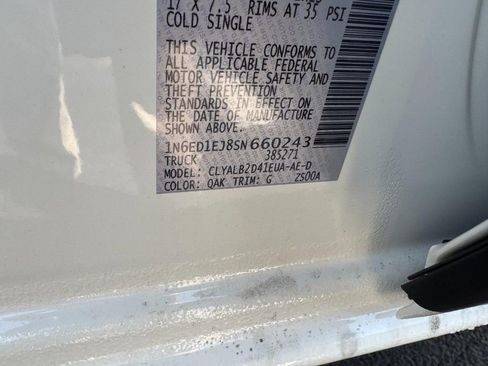 17 X 7.5 RIMS AT 35 PSI
COLD SINGLE
THIS VEHICLE CONFORMS TO
ALL APPLICABLE FEDERAL
MOTOR VEHICLE SAFETY AND
THEFT PREVENTION
STANDARDS IN EFFECT ON
THE DATE OF MANUFACTURE
SHOWN ABOVE.
1N6ED1EJ8SN660243
TRUCK 385271
MODEL: CLYALB2D41EUA-AE-D
COLOR: QAK TRIM: G ZS00A